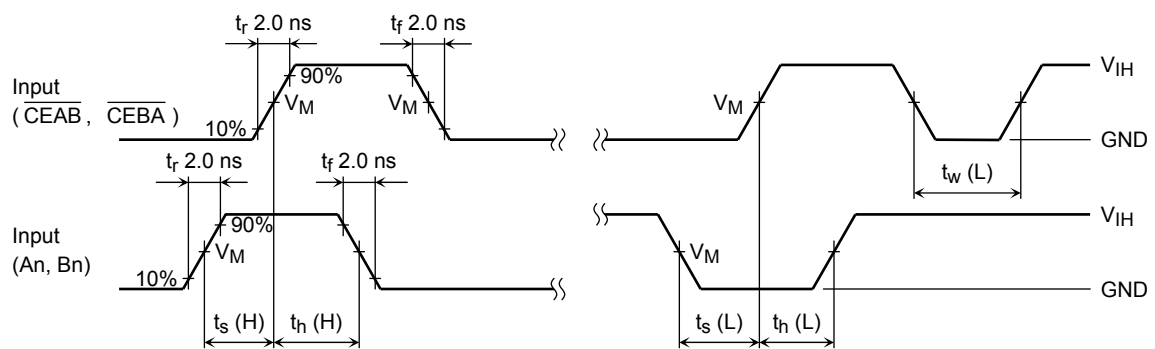 tr 2.0 ns
tf 2.0 ns
Input
(CEAB, CEBA)
90%
VM
VM
10%
VM
VIH
GND
tw (L)
tr 2.0 ns
tf 2.0 ns
Input
(An, Bn)
90%
VM
10%
VM
VIH
GND
ts (H)
th (H)
ts (L)
th (L)